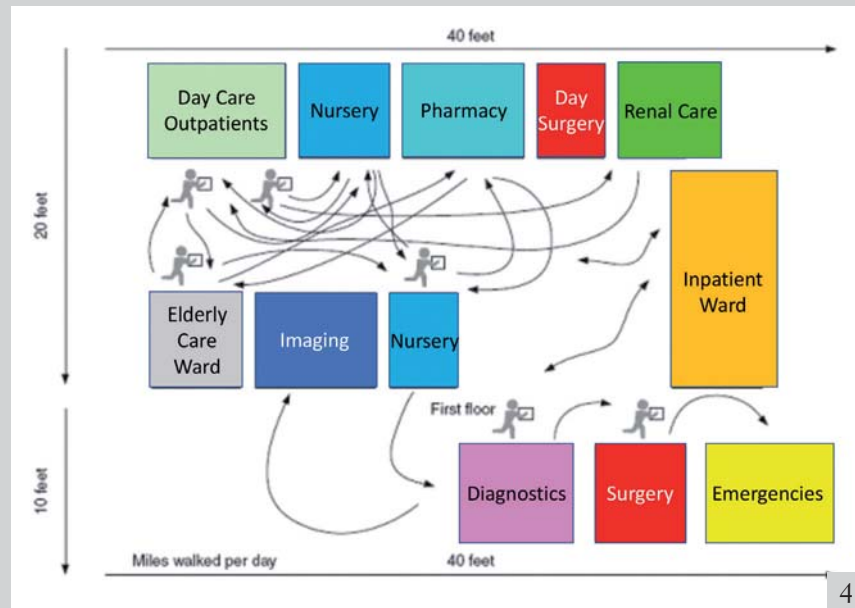 40 feet
Day Care
Outpatients
Nursery
Pharmacy
Day
Surgery
Renal Care
20 feet
Inpatient
Ward
Elderly
Care
Ward
Imaging
Nursery
First floor
10 feet
Diagnostics
Surgery
Emergencies
Miles walked per day
40 feet
4